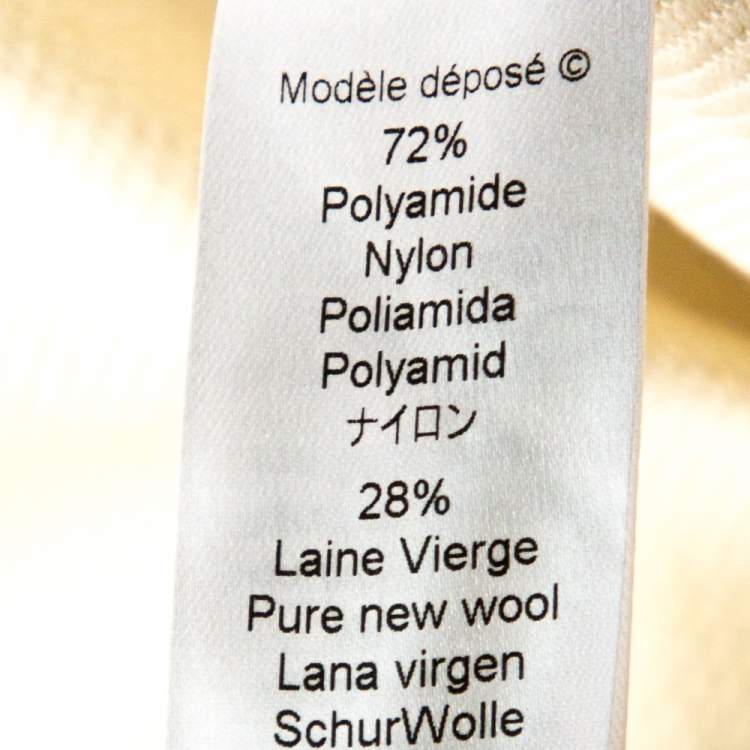 Modèle déposé ©
72%
Polyamide
Nylon
Poliamida
Polyamid
ナイロン
28%
Laine Vierge
Pure new wool
Lana virgen
SchurWolle